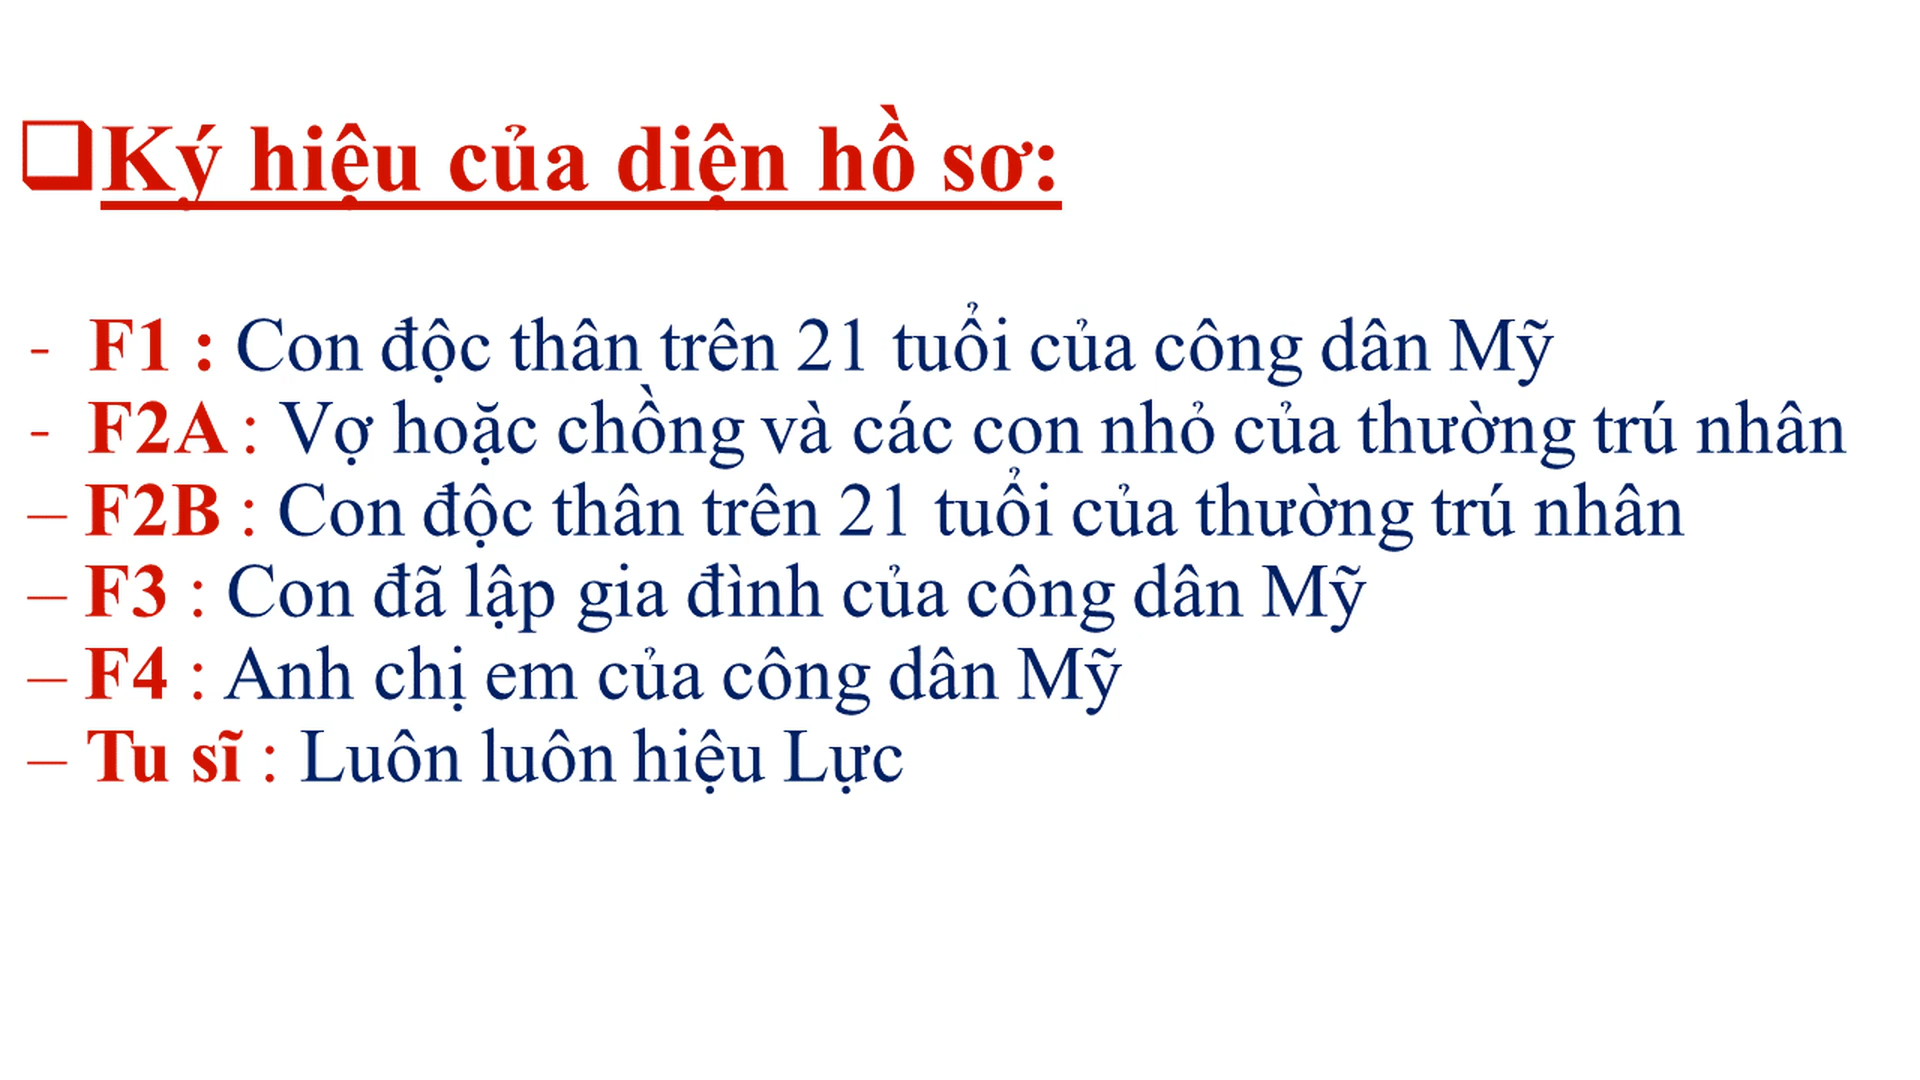 ❑Ký hiệu của diện hồ sơ:
- F1 : Con độc thân trên 21 tuổi của công dân Mỹ
- F2A : Vợ hoặc chồng và các con nhỏ của thường trú nhân
– F2B : Con độc thân trên 21 tuổi của thường trú nhân
– F3 : Con đã lập gia đình của công dân Mỹ
– F4 : Anh chị em của công dân Mỹ
– Tu sĩ : Luôn luôn hiệu Lực